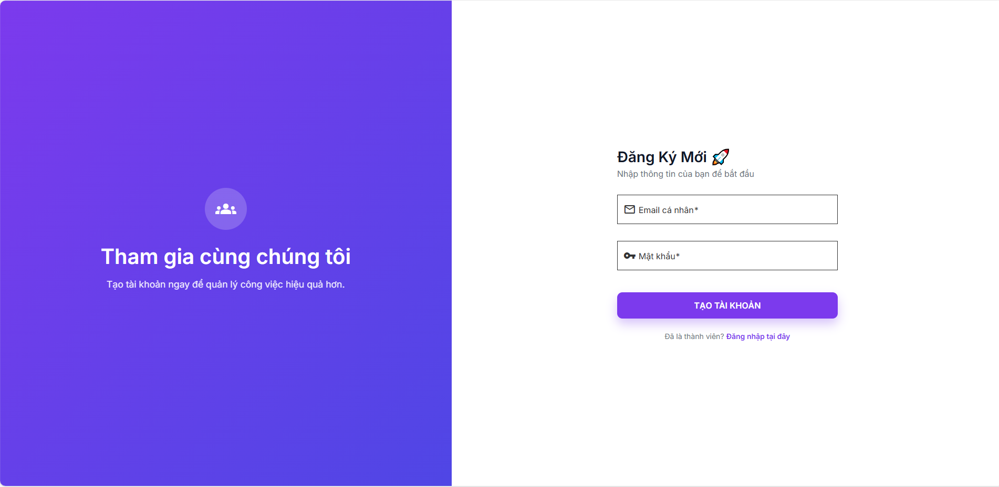 Tham gia cùng chúng tôi
Tạo tài khoản ngay để quản lý công việc hiệu quả hơn.
Đăng Ký Mới 🚀
Nhập thông tin của bạn để bắt đầu
Email cá nhân*
Mật khẩu*
TẠO TÀI KHOẢN
Đã là thành viên? Đăng nhập tại đây